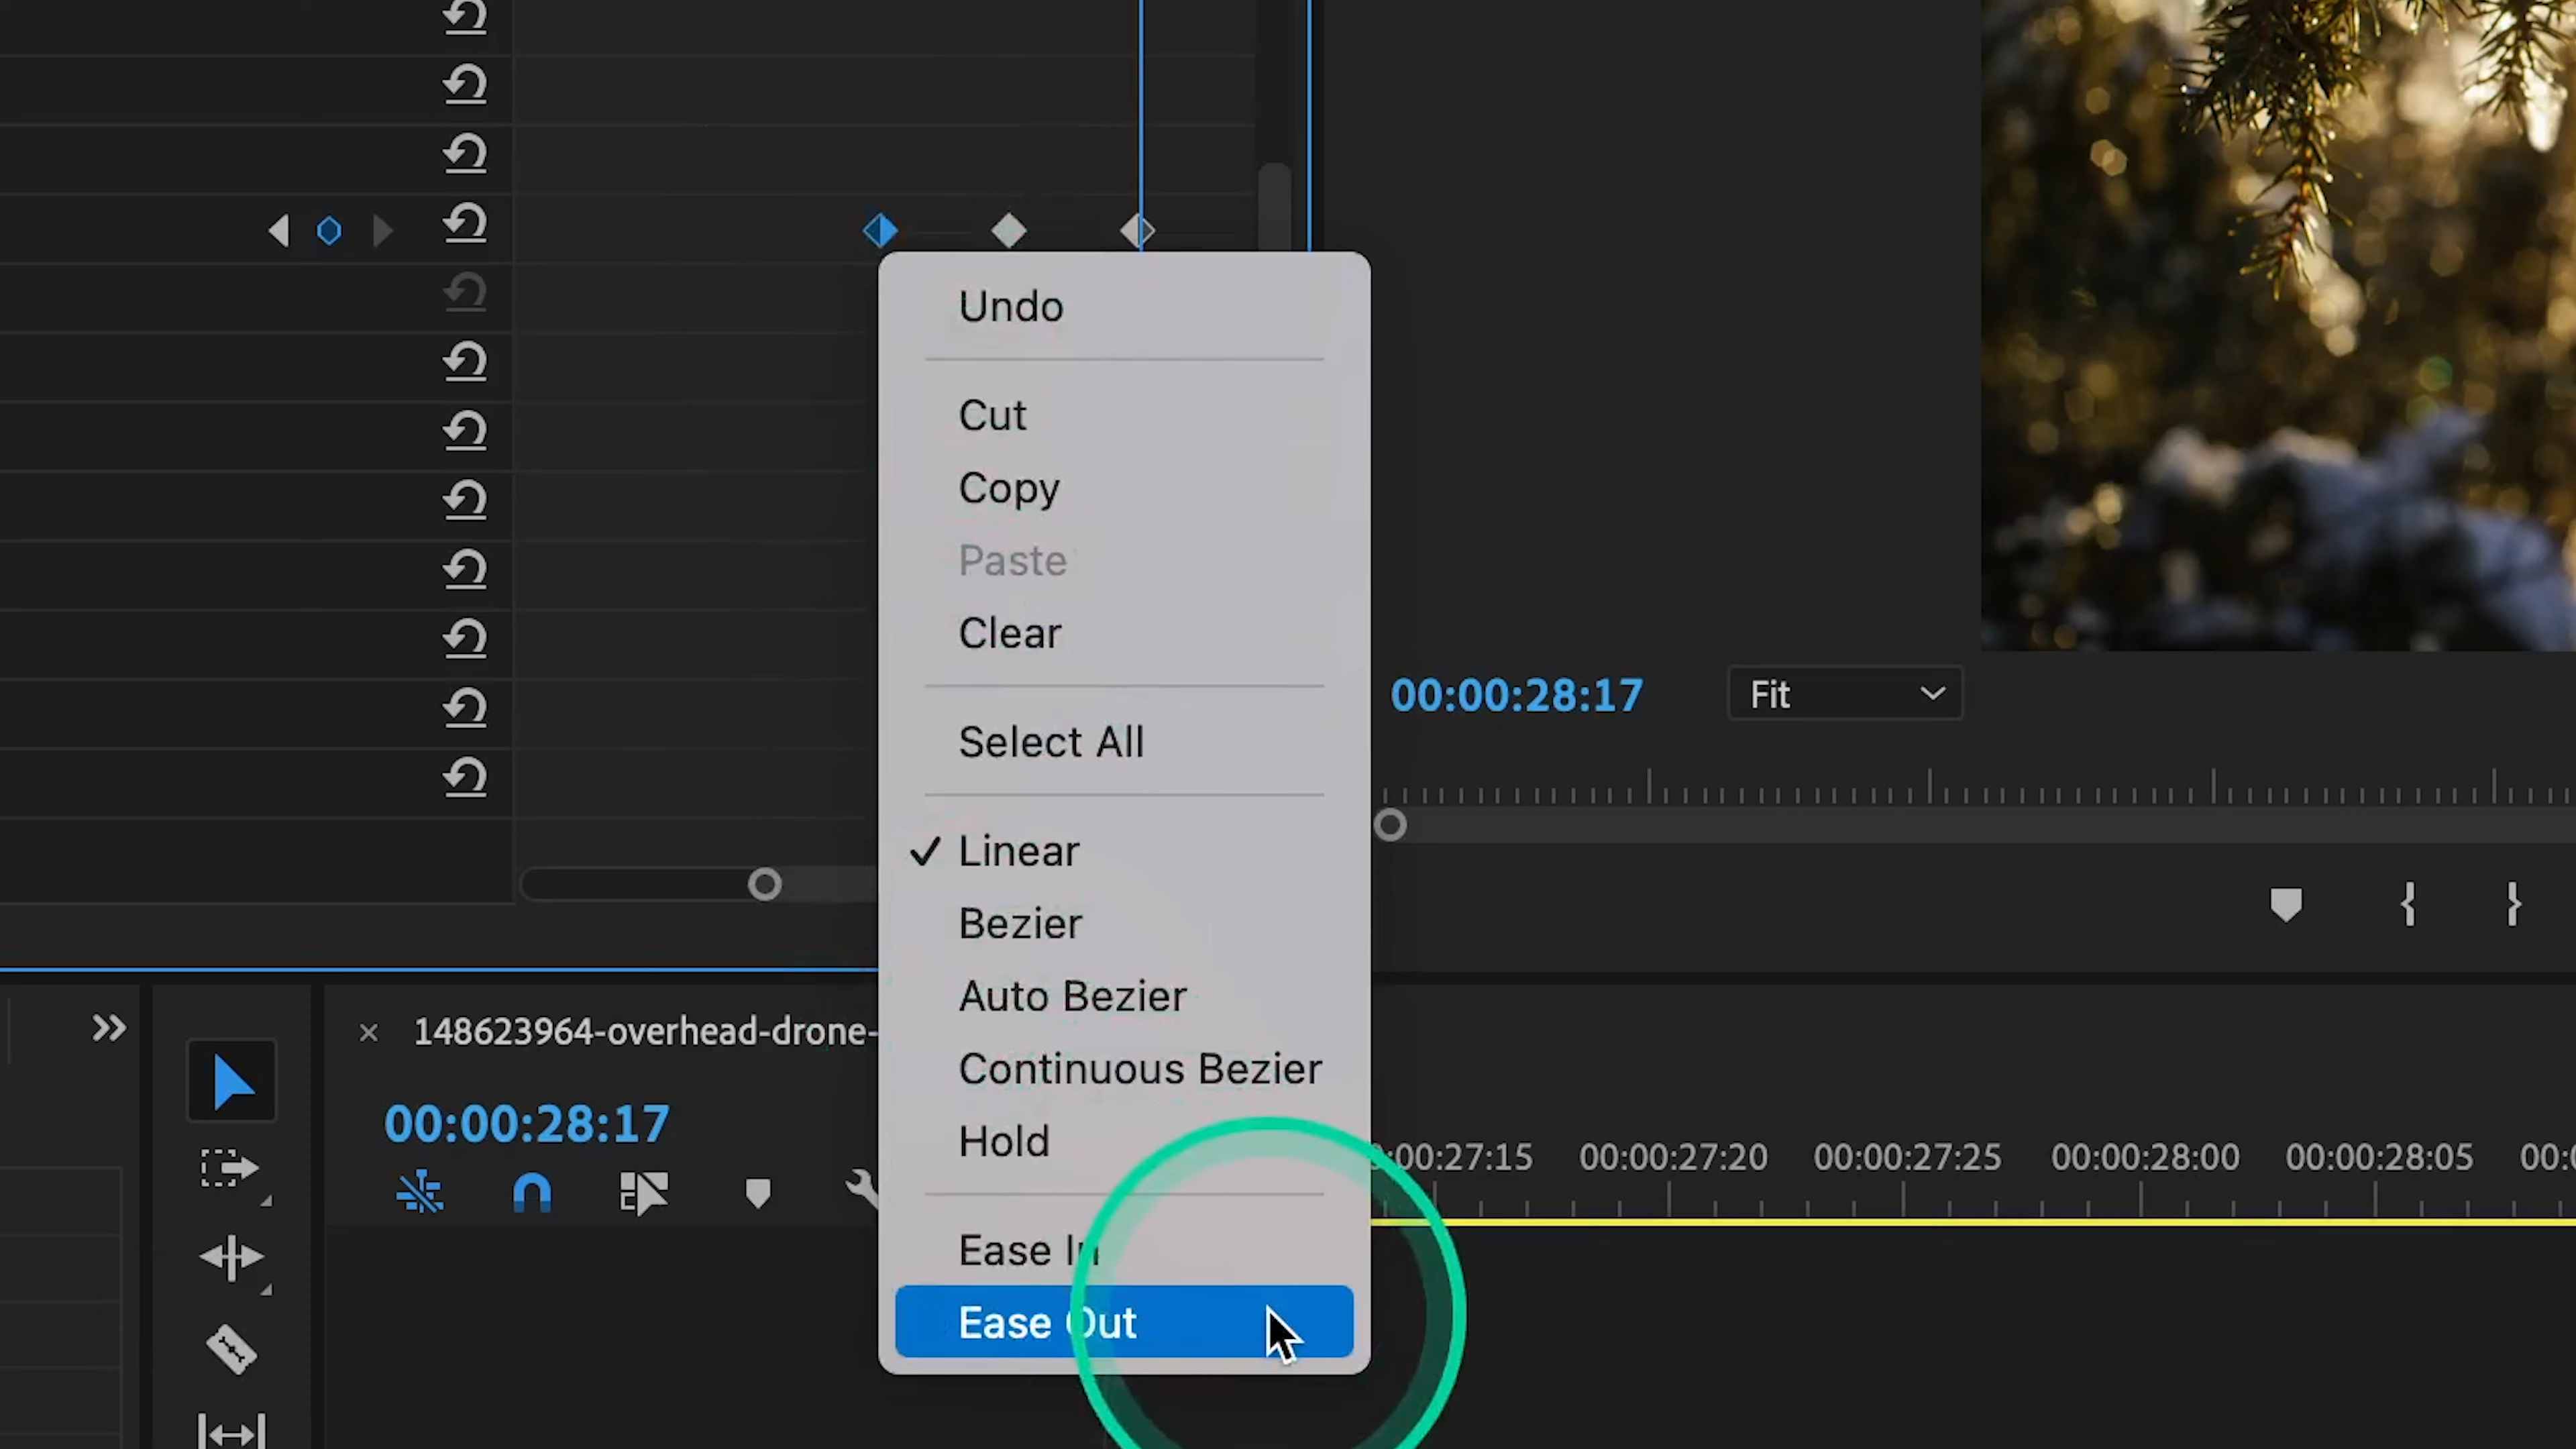 Undo
Cut
Copy
Paste
Clear
Select All
00:00:28:17
Fit
Linear
Bezier
Auto Bezier
Continuous Bezier
Hold
Ease In
Ease Out
148623964-overhead-drone-
00:00:28:17
:00:27:15 00:00:27:20 00:00:27:25 00:00:28:00 00:00:28:05 00: